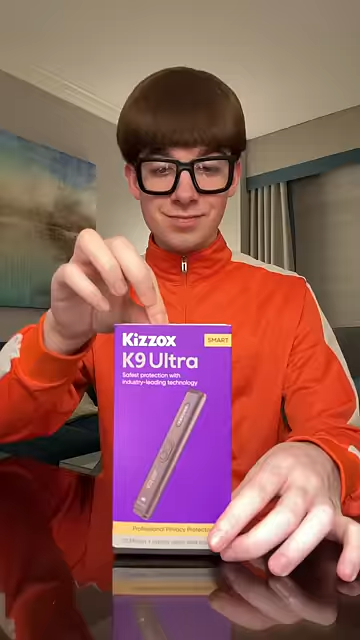 Kizzox
SMART
K9 Ultra
Safest protection with
industry-leading technology
Professional Privacy Protector